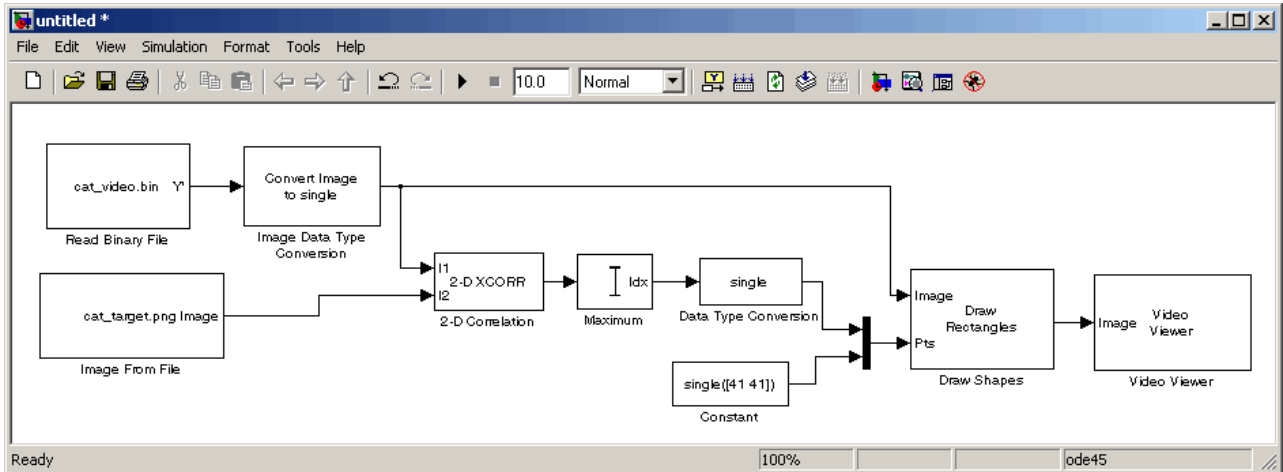 untitled *
File Edit View Simulation Format Tools Help
10.0 Normal
cat_video.bin Y'
Read Binary File
Convert Image
to single
Image Data Type
Conversion
cat_target.png Image
Image From File
I1
I2
2-D XCORR
2-D Correlation
Idx
Maximum
single
Data Type Conversion
single([41 41])
Constant
Image
Pts
Draw
Rectangles
Draw Shapes
Image
Video
Viewer
Video Viewer
Ready 100% ode45